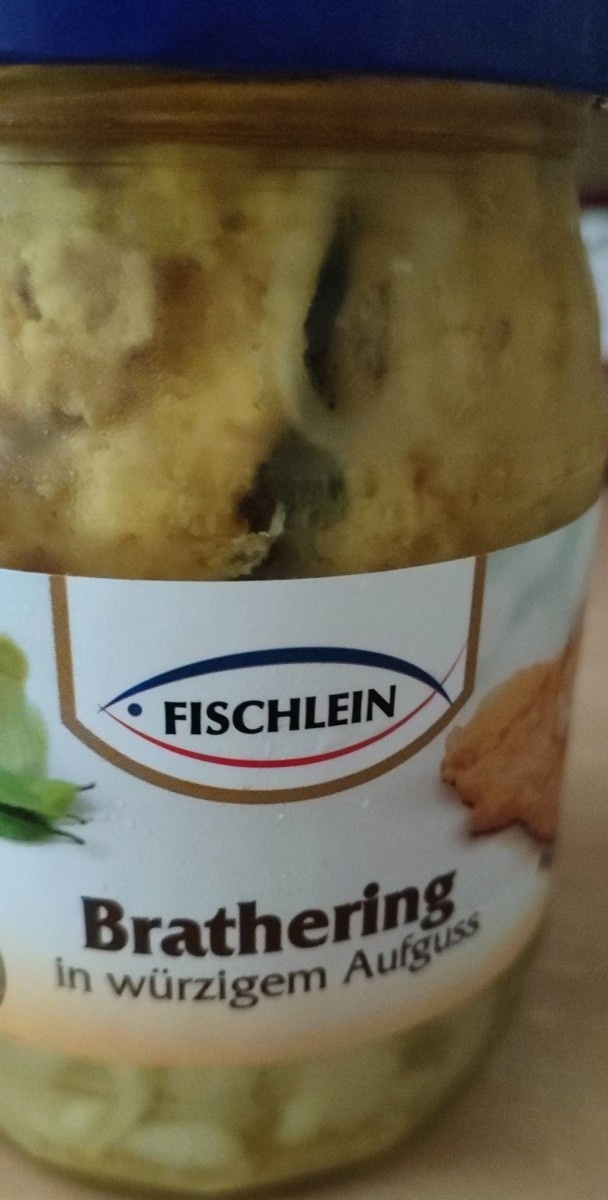 FISCHLEIN
Brathering
in würzigem Aufguss